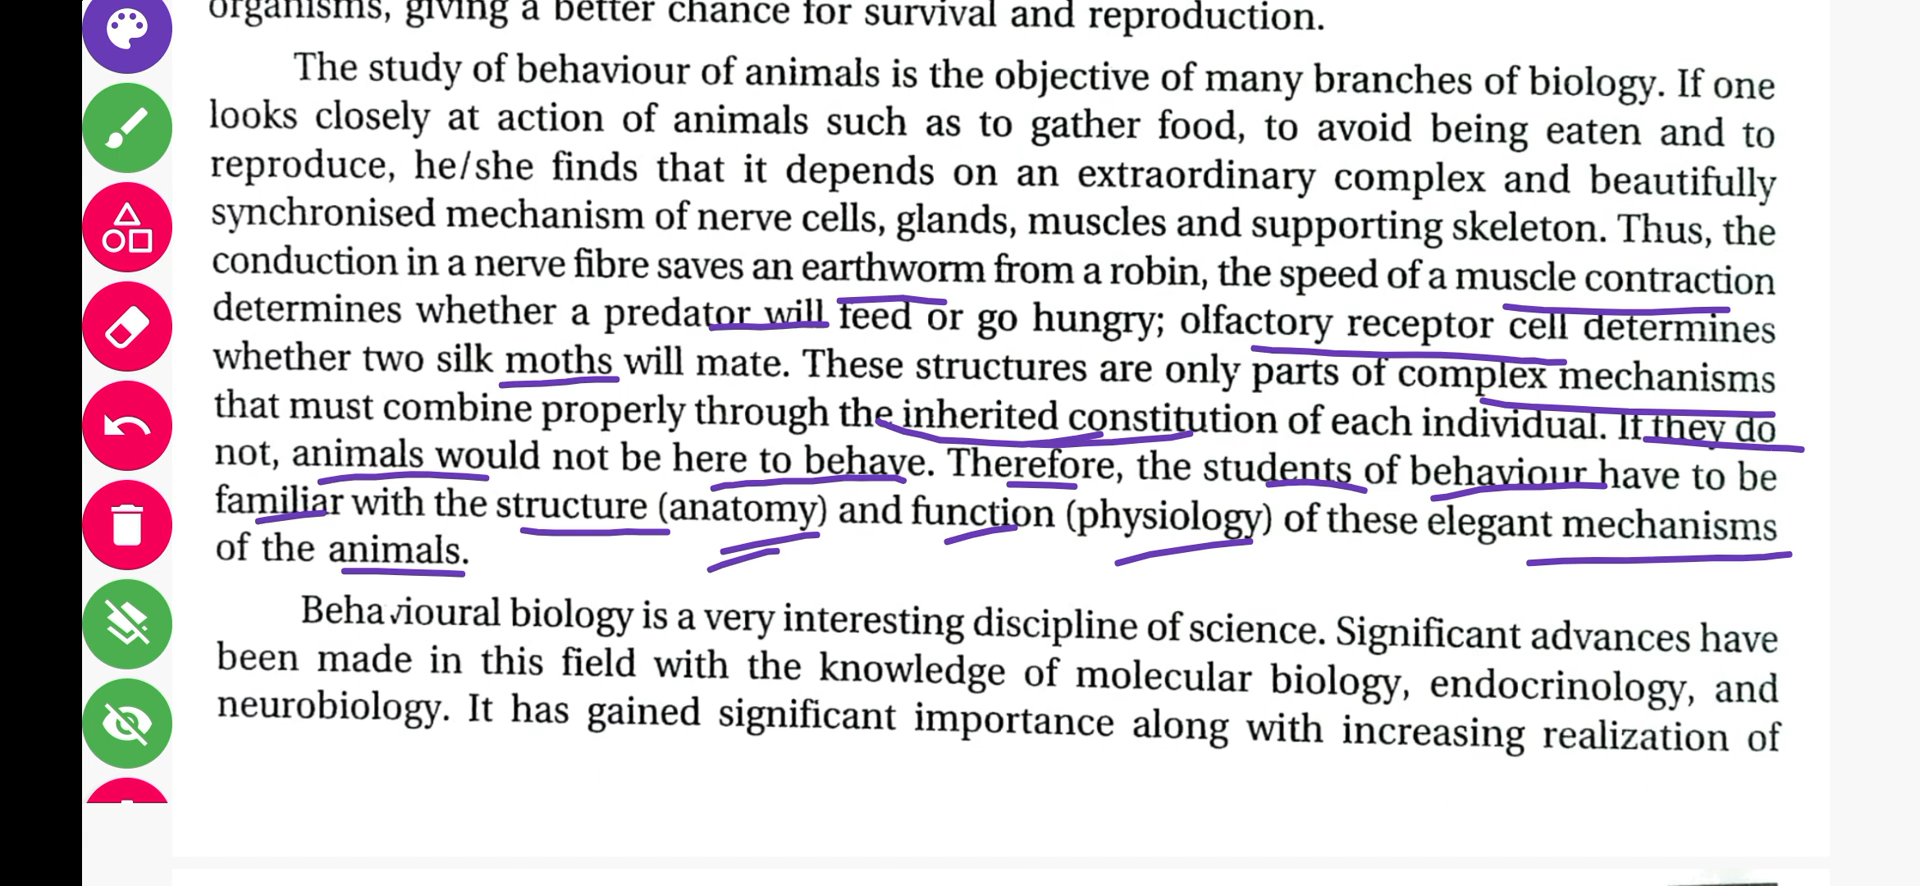 organisms, giving a better chance for survival and reproduction.
The study of behaviour of animals is the objective of many branches of biology. If one
looks closely at action of animals such as to gather food, to avoid being eaten and to
reproduce, he/she finds that it depends on an extraordinary complex and beautifully
synchronised mechanism of nerve cells, glands, muscles and supporting skeleton. Thus, the
conduction in a nerve fibre saves an earthworm from a robin, the speed of a muscle contraction
determines whether a predator will feed or go hungry; olfactory receptor cell determines
whether two silk moths will mate. These structures are only parts of complex mechanisms
that must combine properly through the inherited constitution of each individual. If they do
not, animals would not be here to behave. Therefore, the students of behaviour have to be
familiar with the structure (anatomy) and function (physiology) of these elegant mechanisms
of the animals.
Behavioural biology is a very interesting discipline of science. Significant advances have
been made in this field with the knowledge of molecular biology, endocrinology, and
neurobiology. It has gained significant importance along with increasing realization of